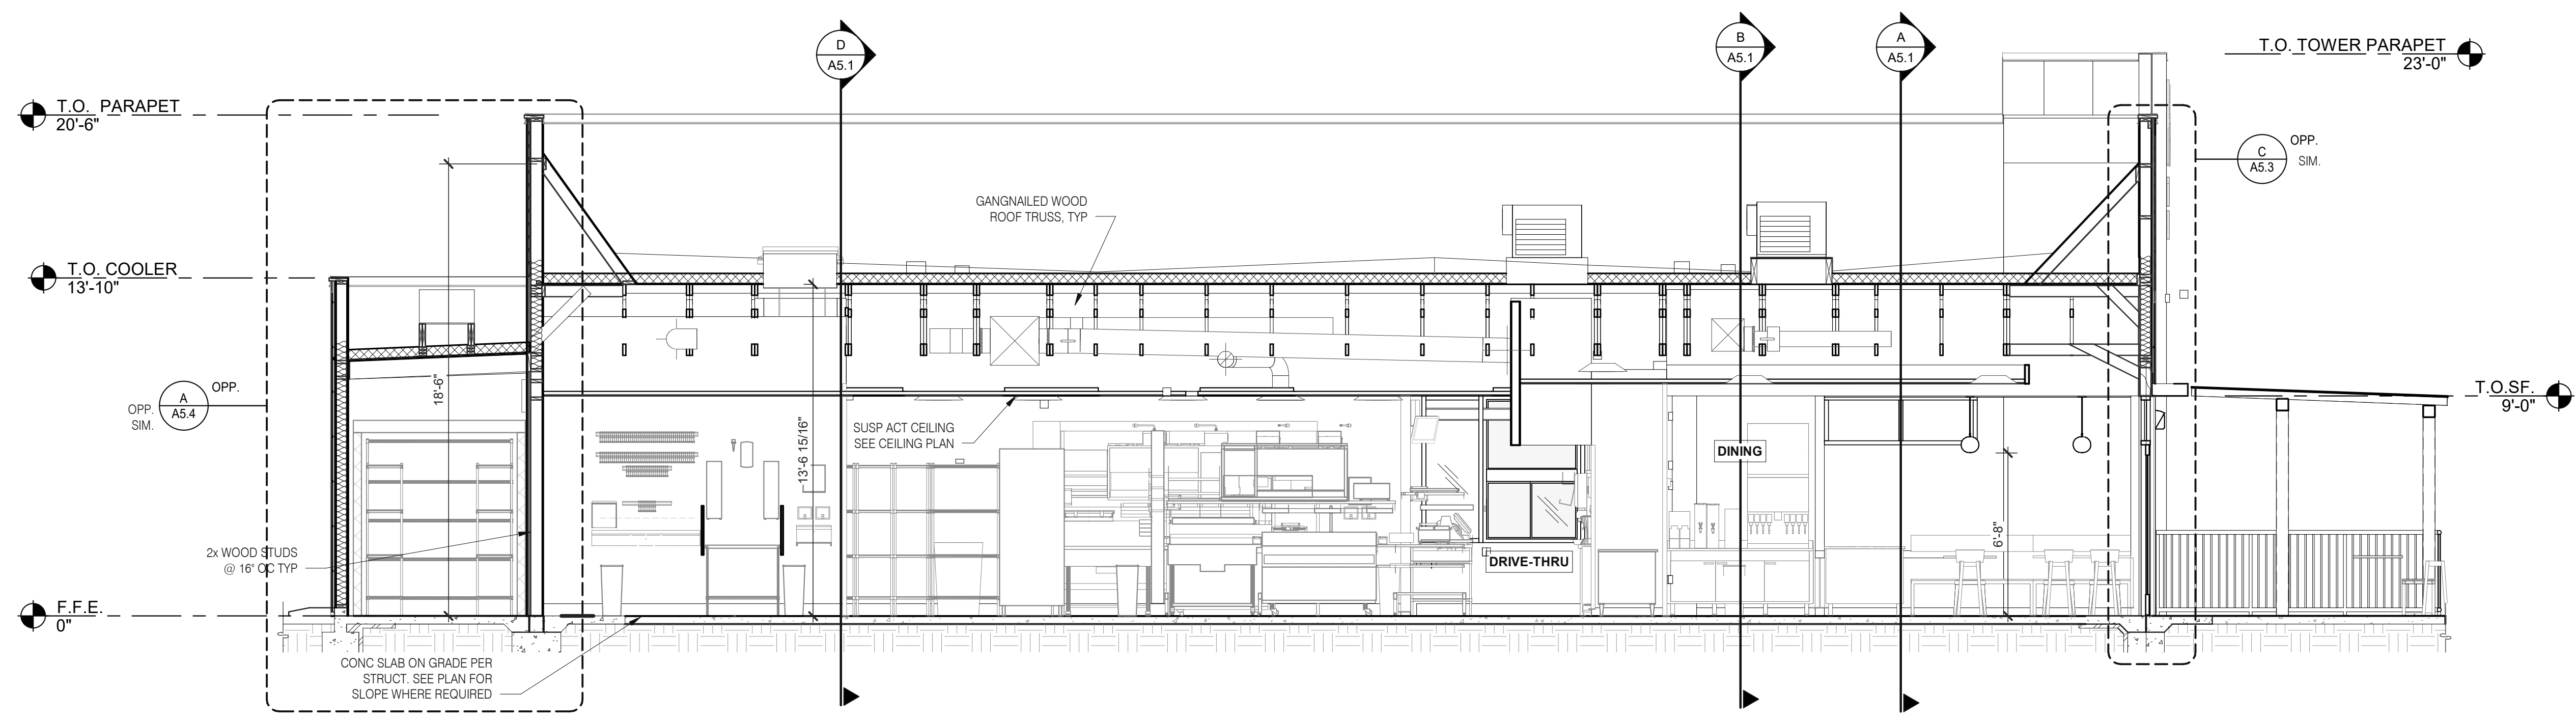 D
A5.1
B
A5.1
A
A5.1
T.O. TOWER PARAPET
23'-0"
T.O. PARAPET
20'-6"
C
A5.3
OPP.
SIM.
GANGNAILED WOOD
ROOF TRUSS, TYP
T.O. COOLER
13'-10"
18'-6"
A
A5.4
OPP.
OPP.
SIM.
T.O.SF.
9'-0"
SUSP ACT CEILING
SEE CEILING PLAN
13'-6 15/16"
DINING
6'-8"
2x WOOD STUDS
@ 16" OC TYP
DRIVE-THRU
F.F.E.
0"
CONC SLAB ON GRADE PER
STRUCT. SEE PLAN FOR
SLOPE WHERE REQUIRED